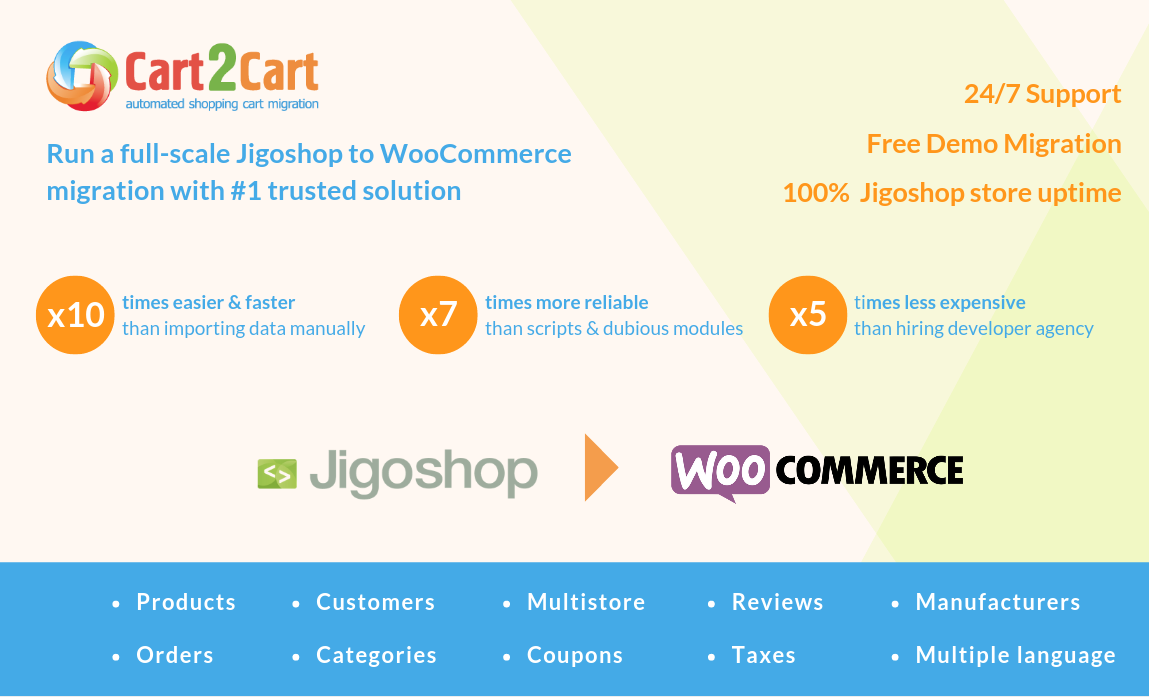 Cart2Cart
automated shopping cart migration
Run a full-scale Jigoshop to WooCommerce
migration with #1 trusted solution
24/7 Support
Free Demo Migration
100% Jigoshop store uptime
x10
times easier & faster
than importing data manually
x7
times more reliable
than scripts & dubious modules
x5
times less expensive
than hiring developer agency
<> Jigoshop
WOO COMMERCE
• Products
• Customers
• Multistore
• Reviews
• Manufacturers
• Orders
• Categories
• Coupons
• Taxes
• Multiple language